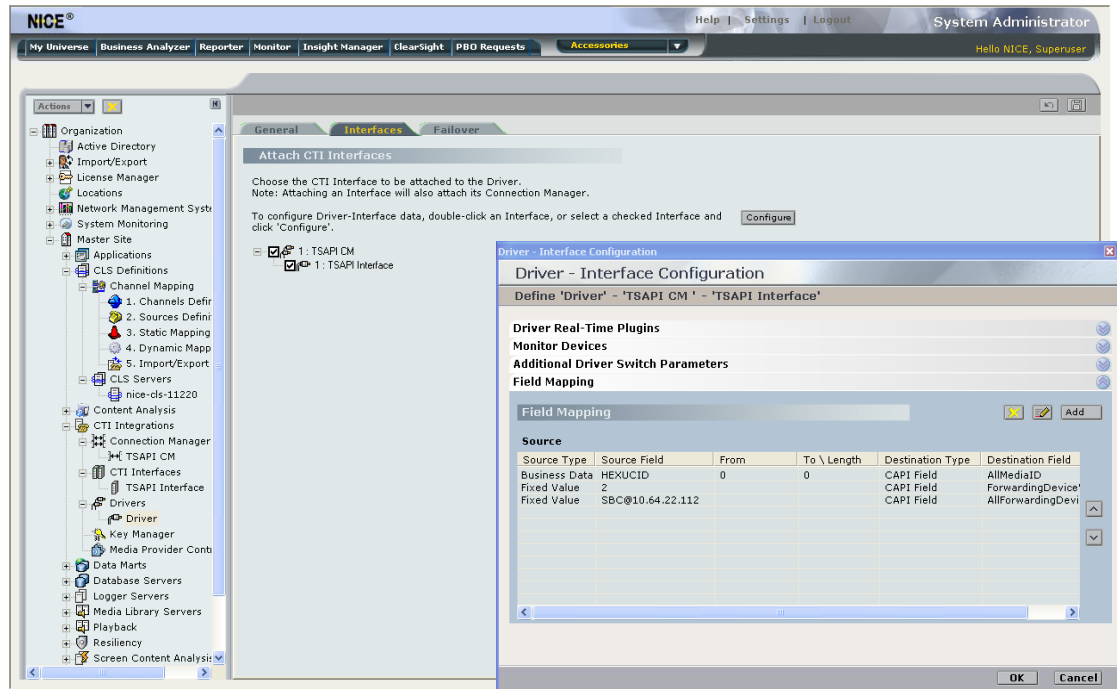 NICE®
Help | Settings | Logout
System Administrator
My Universe Business Analyzer Reporter Monitor Insight Manager ClearSight PBO Requests Accessories
Hello NICE, Superuser
Actions
Organization
Active Directory
Import/Export
License Manager
Locations
Network Management Syste
System Monitoring
Master Site
Applications
CLS Definitions
Channel Mapping
1. Channels Defir
2. Sources Definit
3. Static Mapping
4. Dynamic Mapp
5. Import/Export
CLS Servers
nice-cls-11220
Content Analysis
CTI Integrations
Connection Manager
TSAPI CM
CTI Interfaces
TSAPI Interface
Drivers
Driver
Key Manager
Media Provider Contr
Data Marts
Database Servers
Logger Servers
Media Library Servers
Playback
Resiliency
Screen Content Analysis
General Interfaces Failover
Attach CTI Interfaces
Choose the CTI Interface to be attached to the Driver.
Note: Attaching an Interface will also attach its Connection Manager.
To configure Driver-Interface data, double-click an Interface, or select a checked Interface and
click 'Configure'.
Configure
1 : TSAPI CM
1 : TSAPI Interface
Driver - Interface Configuration
Driver - Interface Configuration
Define 'Driver' - 'TSAPI CM ' - 'TSAPI Interface'
Driver Real-Time Plugins
Monitor Devices
Additional Driver Switch Parameters
Field Mapping
Field Mapping
Add
Source
Source Type Source Field From To \ Length Destination Type Destination Field
Business Data HEXUCID 0 0 CAPI Field AllMediaID
Fixed Value 2 CAPI Field ForwardingDevice'
Fixed Value SBC@10.64.22.112 CAPI Field AllForwardingDevi
OK Cancel